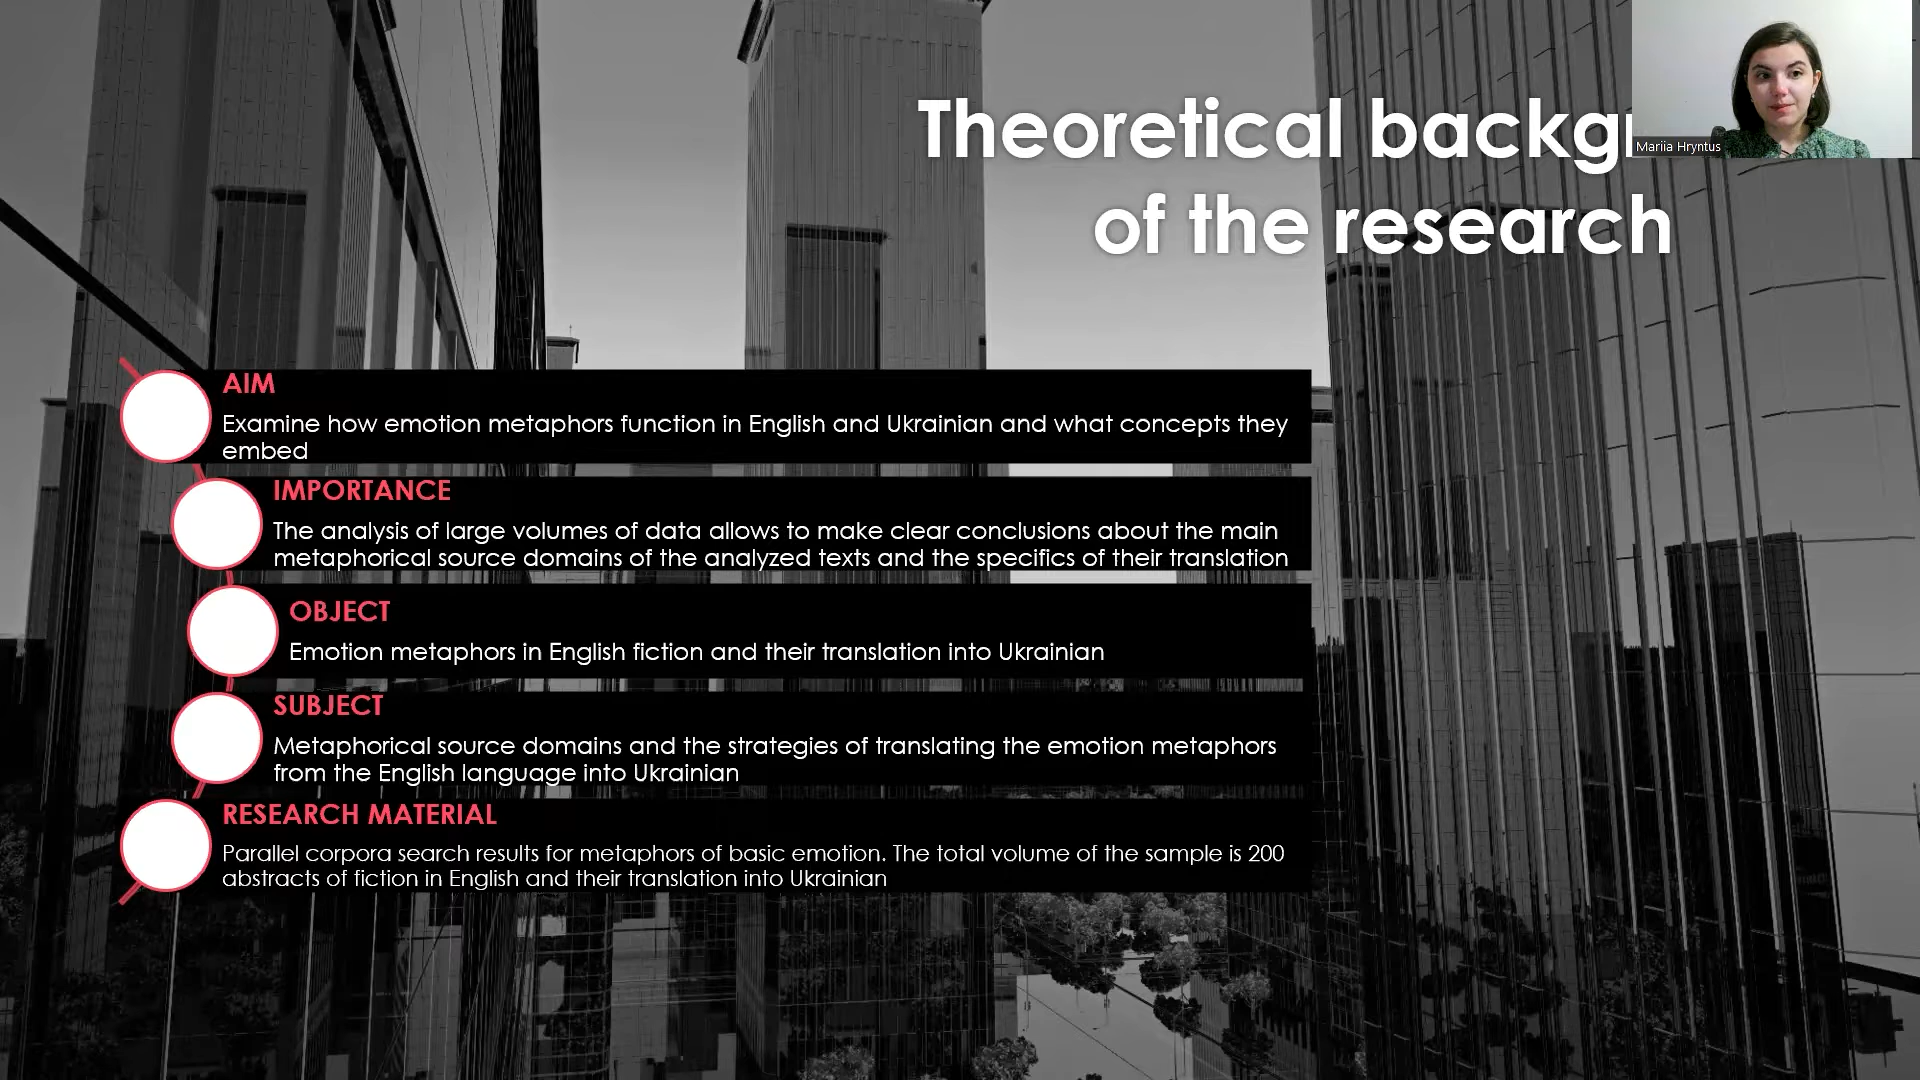 Theoretical backgr
of the research
Mariia Hryntus
AIM
Examine how emotion metaphors function in English and Ukrainian and what concepts they
embed
IMPORTANCE
The analysis of large volumes of data allows to make clear conclusions about the main
metaphorical source domains of the analyzed texts and the specifics of their translation
OBJECT
Emotion metaphors in English fiction and their translation into Ukrainian
SUBJECT
Metaphorical source domains and the strategies of translating the emotion metaphors
from the English language into Ukrainian
RESEARCH MATERIAL
Parallel corpora search results for metaphors of basic emotion. The total volume of the sample is 200
abstracts of fiction in English and their translation into Ukrainian